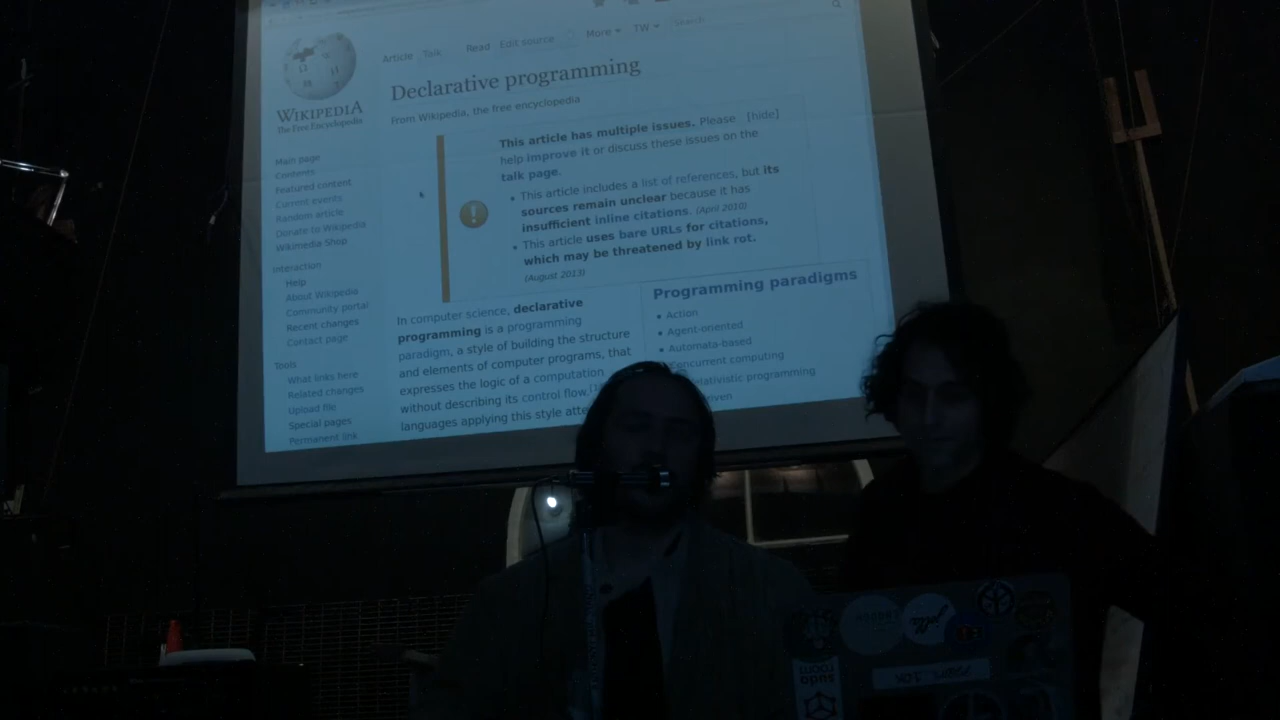 Article Talk Read Edit source More TW Search
WIKIPEDIA
The Free Encyclopedia
Main page
Contents
Featured content
Current events
Random article
Donate to Wikipedia
Wikimedia Shop
Interaction
Help
About Wikipedia
Community portal
Recent changes
Contact page
Tools
What links here
Related changes
Upload file
Special pages
Permanent link
Declarative programming
From Wikipedia, the free encyclopedia
This article has multiple issues. Please [hide]
help improve it or discuss these issues on the
talk page.
• This article includes a list of references, but its
sources remain unclear because it has
insufficient inline citations. (April 2010)
• This article uses bare URLs for citations,
which may be threatened by link rot.
(August 2013)
In computer science, declarative
programming is a programming
paradigm, a style of building the structure
and elements of computer programs, that
expresses the logic of a computation
without describing its control flow.
languages applying this style
Programming paradigms
• Action
• Agent-oriented
• Automata-based
Concurrent computing
programming
jolla